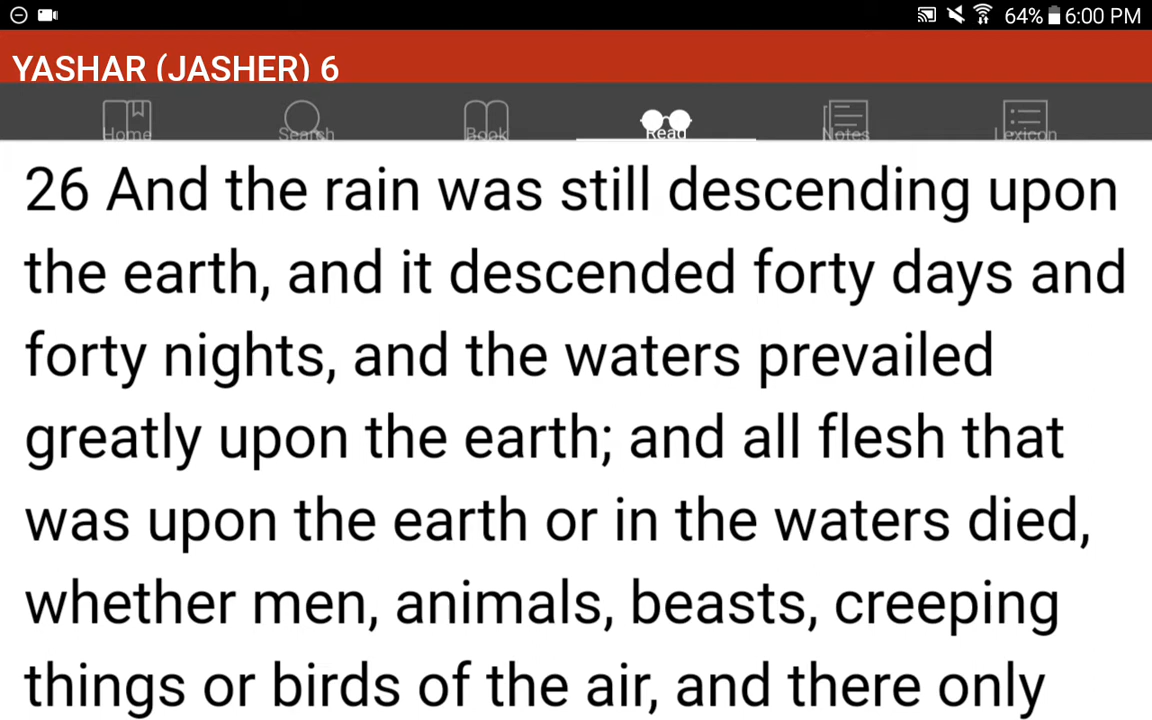 64% 6:00 PM
YASHAR (JASHER) 6
Home Search Book Read Notes Lexicon
26 And the rain was still descending upon
the earth, and it descended forty days and
forty nights, and the waters prevailed
greatly upon the earth; and all flesh that
was upon the earth or in the waters died,
whether men, animals, beasts, creeping
things or birds of the air, and there only